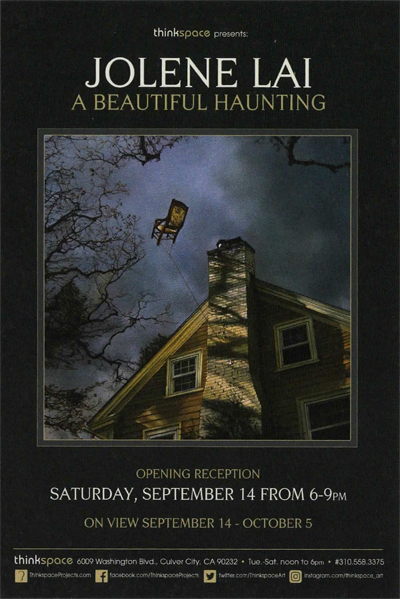 thinkspace presents:
JOLENE LAI
A BEAUTIFUL HAUNTING
OPENING RECEPTION
SATURDAY, SEPTEMBER 14 FROM 6-9PM
ON VIEW SEPTEMBER 14 - OCTOBER 5
thinkspace 6009 Washington Blvd., Culver City, CA 90232 • Tue.-Sat. noon to 6pm • #310.558.3375
ThinkspaceProjects.com facebook.com/ThinkspaceProjects twitter.com/ThinkspaceArt instagram.com/thinkspace_art